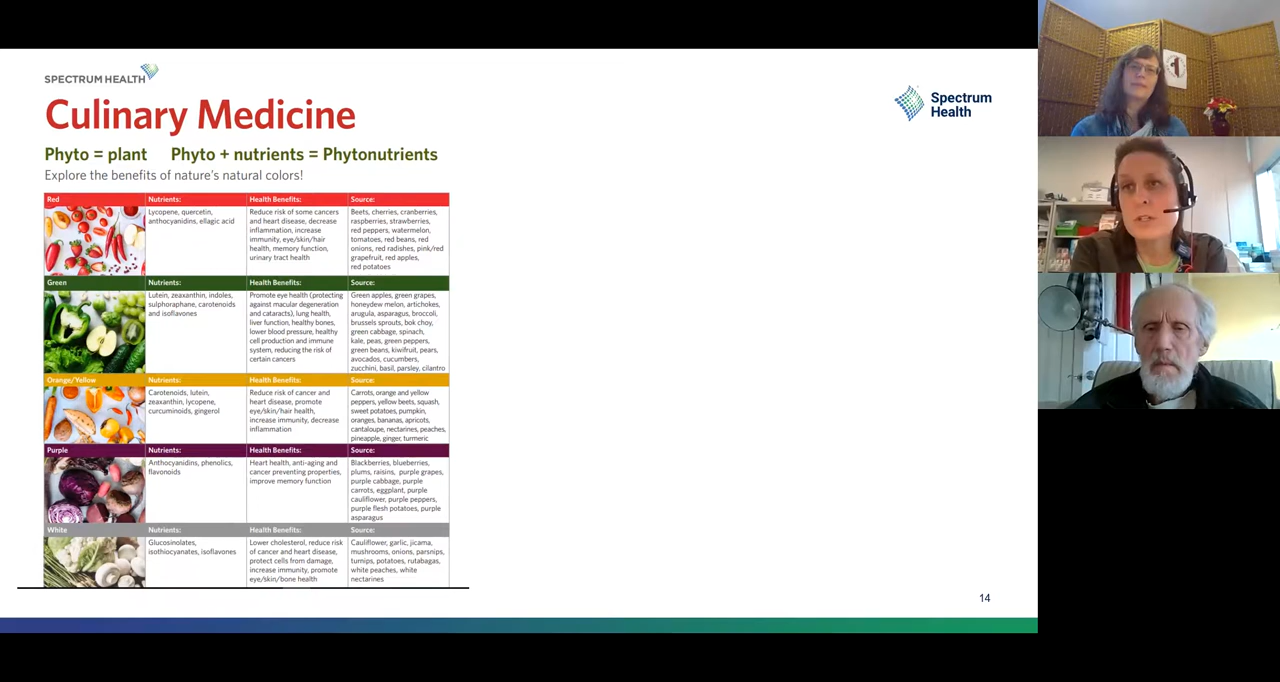 SPECTRUM HEALTH
Spectrum
Health
Culinary Medicine
Phyto = plant Phyto + nutrients = Phytonutrients
Explore the benefits of nature's natural colors!
Red Nutrients: Health Benefits: Source:
Lycopene, quercetin,
anthocyanidins, ellagic acid
Reduce risk of some cancers
and heart disease, decrease
inflammation, increase
immunity, eye/skin/hair
health, memory function,
urinary tract health
Beets, cherries, cranberries,
raspberries, strawberries,
red peppers, watermelon,
tomatoes, red beans, red
onions, red radishes, pink/red
grapefruit, red apples,
red potatoes
Green Nutrients: Health Benefits: Source:
Lutein, zeaxanthin, indoles,
sulphoraphane, carotenoids
and isoflavones
Promote eye health (protecting
against macular degeneration
and cataracts), lung health,
liver function, healthy bones,
lower blood pressure, healthy
cell production and immune
system, reducing the risk of
certain cancers
Green apples, green grapes,
honeydew melon, artichokes,
arugula, asparagus, broccoli,
brussels sprouts, bok choy,
green cabbage, spinach,
kale, peas, green peppers,
green beans, kiwifruit, pears,
avocados, cucumbers,
zucchini, basil, parsley, cilantro
Orange/Yellow Nutrients: Health Benefits: Source:
Carotenoids, lutein,
zeaxanthin, lycopene,
curcuminoids, gingerol
Reduce risk of cancer and
heart disease, promote
eye/skin/hair health,
increase immunity, decrease
inflammation
Carrots, orange and yellow
peppers, yellow beets, squash,
sweet potatoes, pumpkin,
oranges, bananas, apricots,
cantaloupe, nectarines, peaches,
pineapple, ginger, turmeric
Purple Nutrients: Health Benefits: Source:
Anthocyanidins, phenolics,
flavonoids
Heart health, anti-aging and
cancer preventing properties,
improve memory function
Blackberries, blueberries,
plums, raisins, purple grapes,
purple cabbage, purple
carrots, eggplant, purple
cauliflower, purple peppers,
purple flesh potatoes, purple
asparagus
White Nutrients: Health Benefits: Source:
Glucosinolates,
isothiocyanates, isoflavones
Lower cholesterol, reduce risk
of cancer and heart disease,
protect cells from damage,
increase immunity, promote
eye/skin/bone health
Cauliflower, garlic, jicama,
mushrooms, onions, parsnips,
turnips, potatoes, rutabagas,
white peaches, white
nectarines
14